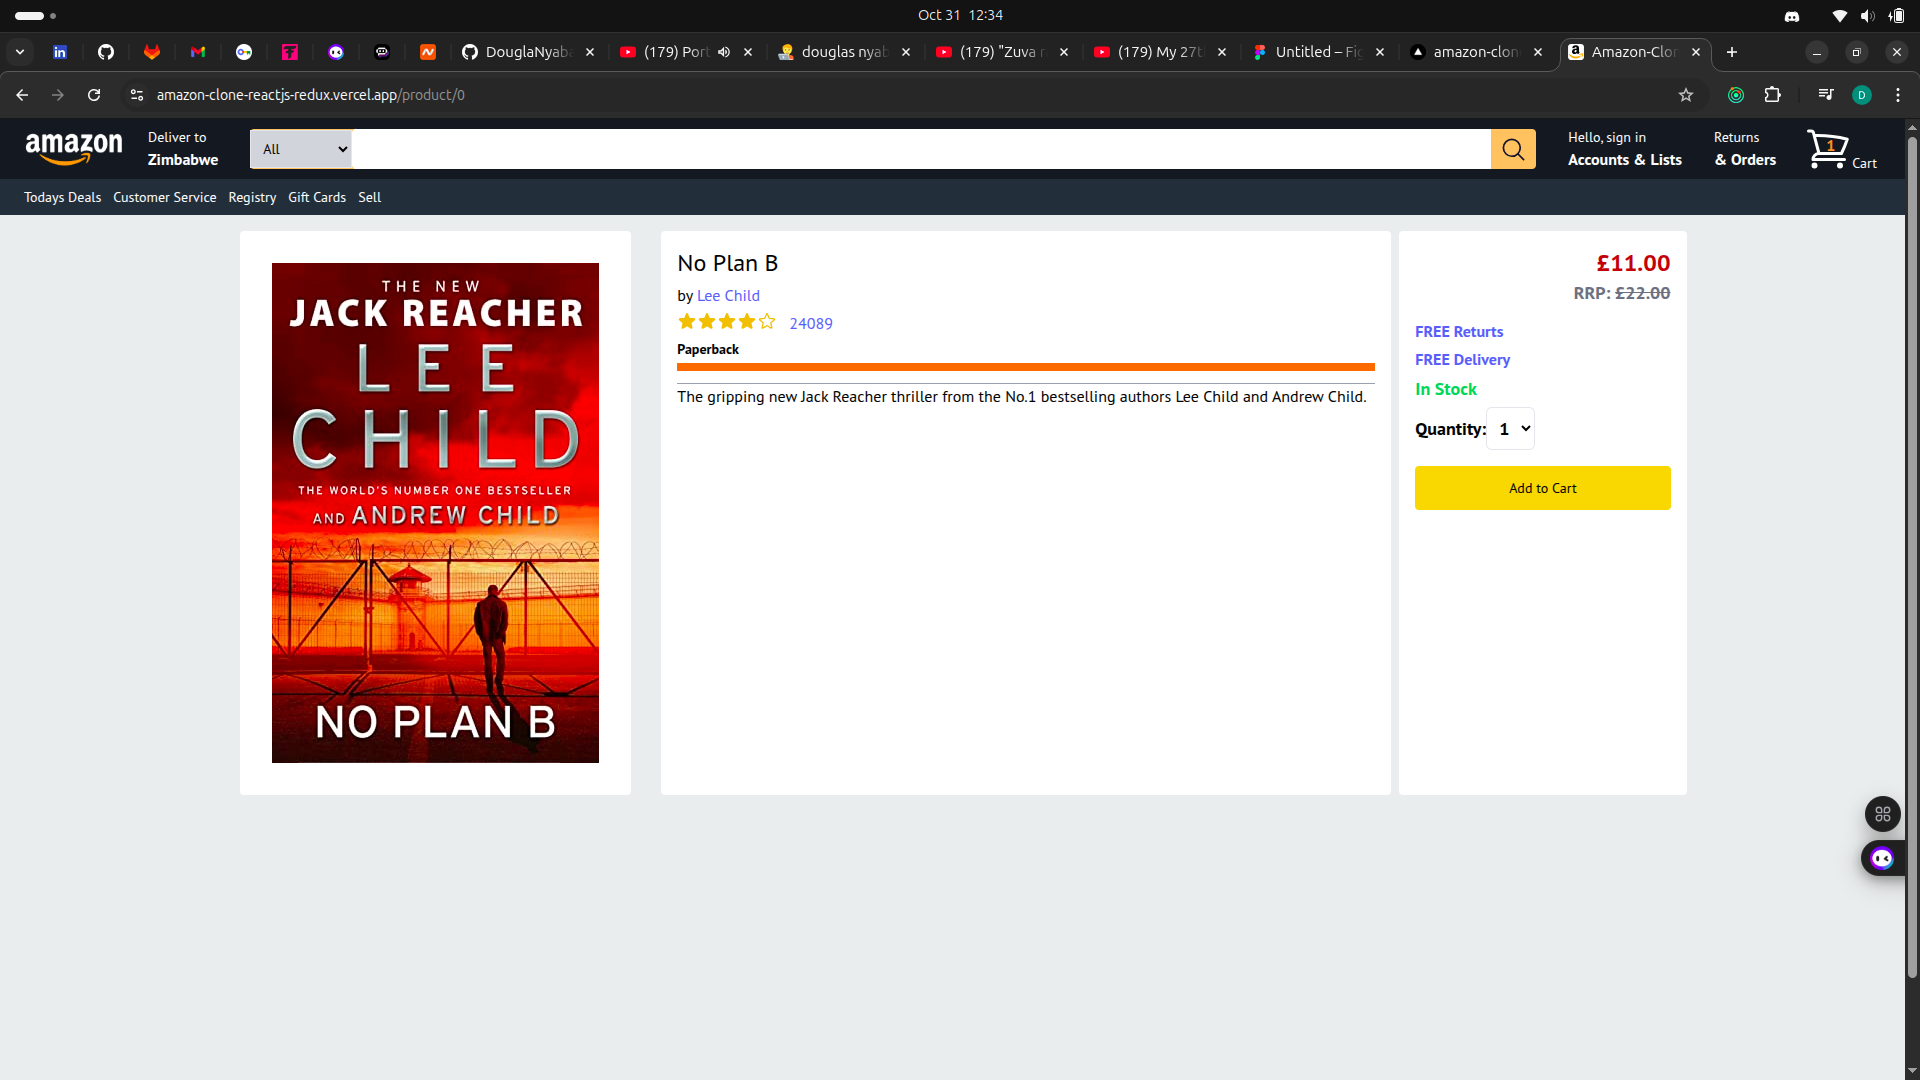 Oct 31 12:34
DouglaNyab
(179) Port
douglas nyab
(179) "Zuva r
(179) My 27t
Untitled – Fig
amazon-clon
Amazon-Clon
amazon-clone-reactjs-redux.vercel.app/product/0
D
amazon
Deliver to
Zimbabwe
All
Hello, sign in
Accounts & Lists
Returns
& Orders
1
Cart
Todays Deals
Customer Service
Registry
Gift Cards
Sell
THE NEW
JACK REACHER
LEE
CHILD
THE WORLD'S NUMBER ONE BESTSELLER
AND ANDREW CHILD
NO PLAN B
No Plan B
by Lee Child
24089
Paperback
The gripping new Jack Reacher thriller from the No.1 bestselling authors Lee Child and Andrew Child.
£11.00
RRP: £22.00
FREE Returts
FREE Delivery
In Stock
Quantity: 1
Add to Cart